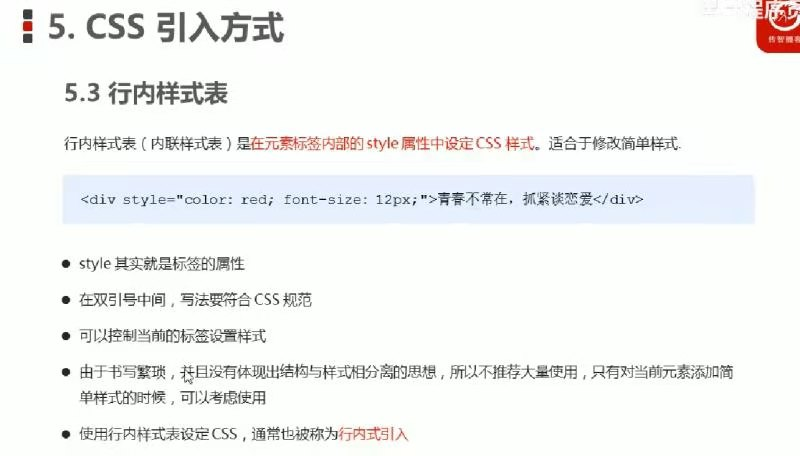 5. CSS 引入方式
传智播客
5.3 行内样式表
行内样式表（内联样式表）是在元素标签内部的 style 属性中设定 CSS 样式。适合于修改简单样式.
<div style="color: red; font-size: 12px;">青春不常在，抓紧谈恋爱</div>
style 其实就是标签的属性
在双引号中间，写法要符合 CSS 规范
可以控制当前的标签设置样式
由于书写繁琐，并且没有体现出结构与样式相分离的思想，所以不推荐大量使用，只有对当前元素添加简
单样式的时候，可以考虑使用
使用行内样式表设定 CSS，通常也被称为行内式引入